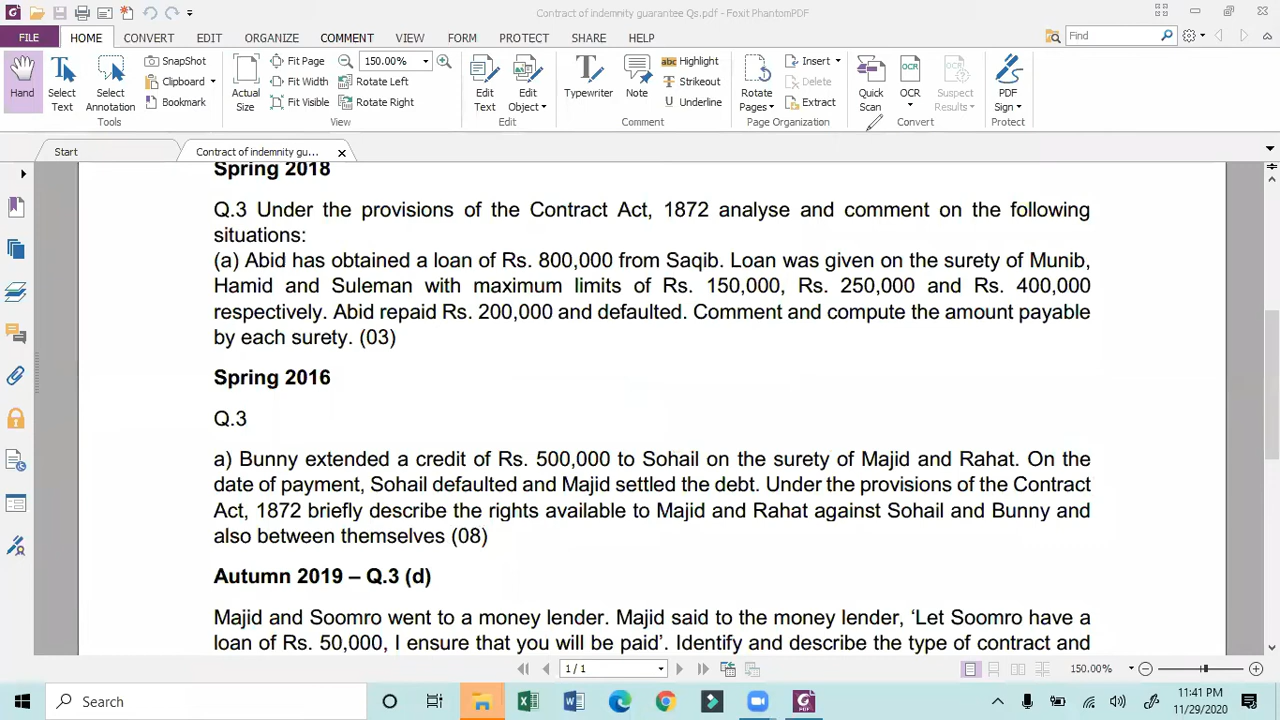 Contract of indemnity guarantee Qs.pdf - Foxit PhantomPDF
FILE HOME CONVERT EDIT ORGANIZE COMMENT VIEW FORM PROTECT SHARE HELP Find
Hand
Select Text
Select Annotation
SnapShot
Clipboard
Bookmark
Tools
Actual Size
Fit Page
Fit Width
Fit Visible
150.00%
Rotate Left
Rotate Right
View
Edit Text
Edit Object
Edit
Typewriter
Note
abc Highlight
T Strikeout
U Underline
Comment
Rotate Pages
Insert
Delete
Extract
Page Organization
Quick Scan
OCR
OCR
Suspect Results
Convert
PDF Sign
Protect
Start
Contract of indemnity gu...
Spring 2018
Q.3 Under the provisions of the Contract Act, 1872 analyse and comment on the following
situations:
(a) Abid has obtained a loan of Rs. 800,000 from Saqib. Loan was given on the surety of Munib,
Hamid and Suleman with maximum limits of Rs. 150,000, Rs. 250,000 and Rs. 400,000
respectively. Abid repaid Rs. 200,000 and defaulted. Comment and compute the amount payable
by each surety. (03)
Spring 2016
Q.3
a) Bunny extended a credit of Rs. 500,000 to Sohail on the surety of Majid and Rahat. On the
date of payment, Sohail defaulted and Majid settled the debt. Under the provisions of the Contract
Act, 1872 briefly describe the rights available to Majid and Rahat against Sohail and Bunny and
also between themselves (08)
Autumn 2019 – Q.3 (d)
Majid and Soomro went to a money lender. Majid said to the money lender, ‘Let Soomro have a
loan of Rs. 50,000, I ensure that you will be paid’. Identify and describe the type of contract and
1 / 1
150.00%
Search
11:41 PM
11/29/2020